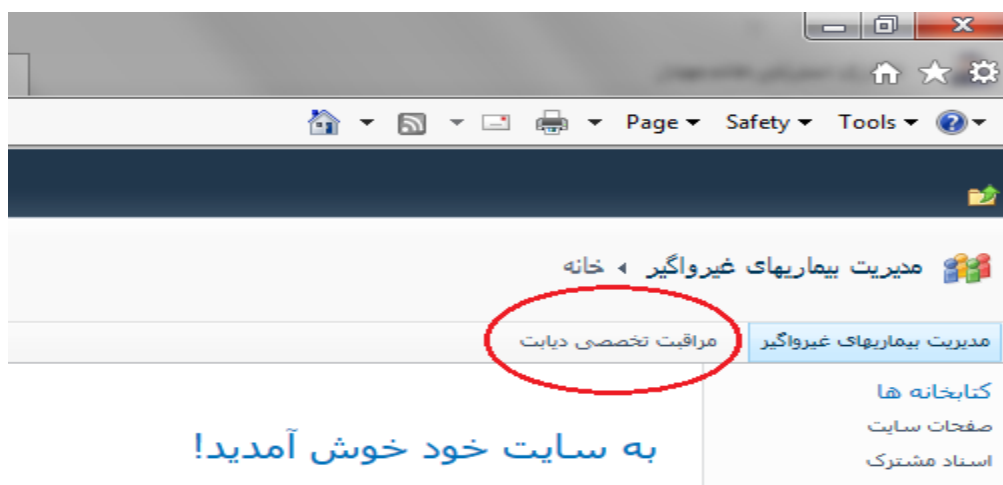 Page Safety Tools
مدیریت بیماریهای غیرواگیر ‣ خانه
مدیریت بیماریهای غیرواگیر مراقبت تخصصی دیابت
کتابخانه ها
صفحات سایت
اسناد مشترک
به سایت خود خوش آمدید!